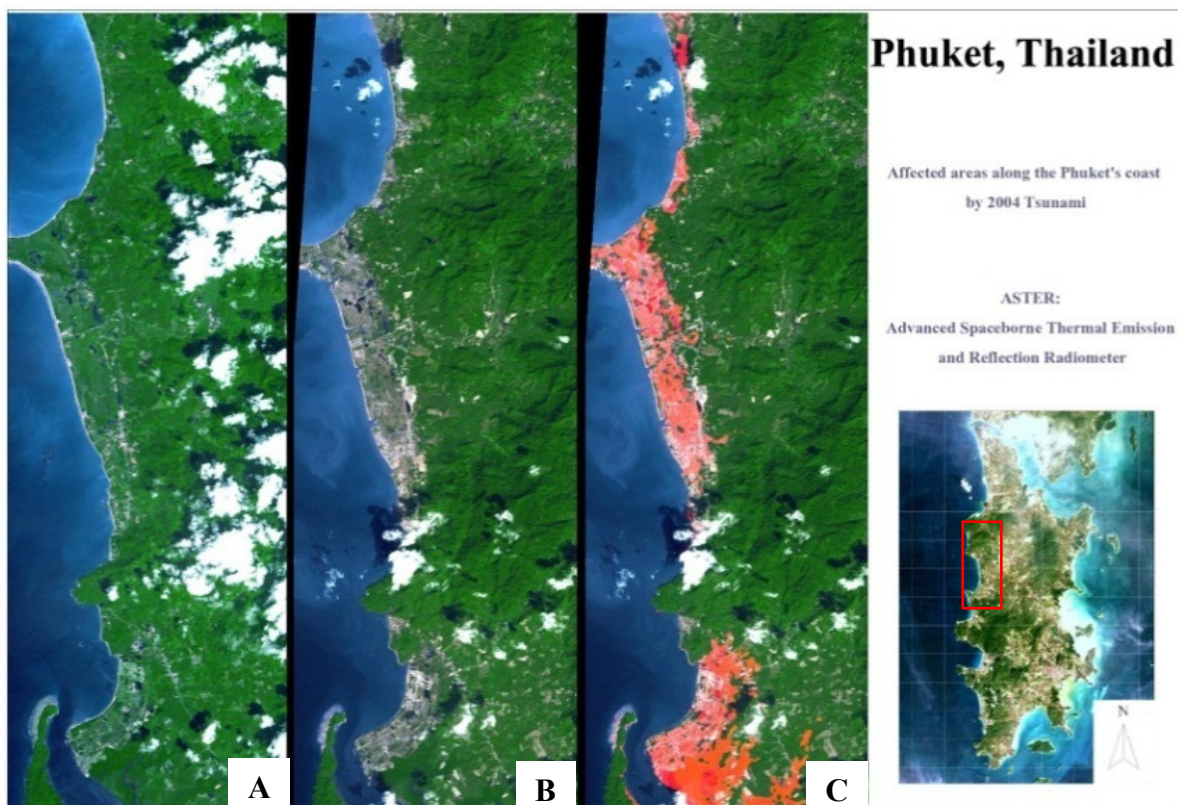 Phuket, Thailand
Affected areas along the Phuket's coast
by 2004 Tsunami
ASTER:
Advanced Spaceborne Thermal Emission
and Reflection Radiometer
N
A
B
C